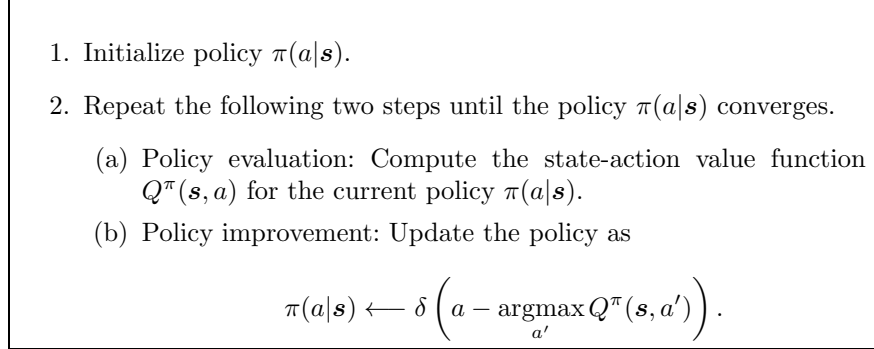 1. Initialize policy π(a|s).
2. Repeat the following two steps until the policy π(a|s) converges.
(a) Policy evaluation: Compute the state-action value function
Q^π(s, a) for the current policy π(a|s).
(b) Policy improvement: Update the policy as
π(a|s) ⟵ δ(a − argmax_{a′} Q^π(s, a′)).